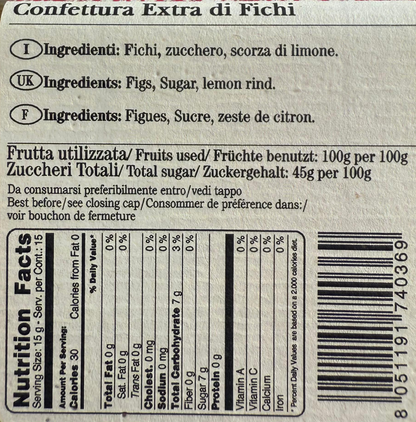 Confettura Extra di Fichi
I Ingredienti: Fichi, zucchero, scorza di limone.
UK Ingredients: Figs, Sugar, lemon rind.
F Ingredients: Figues, Sucre, zeste de citron.
Frutta utilizzata/ Fruits used/ Früchte benutzt: 100g per 100g
Zuccheri Totali/ Total sugar/ Zuckergehalt: 45g per 100g
Da consumarsi preferibilmente entro/vedi tappo
Best before/see closing cap/Consommer de préférence dans:/
voir bouchon de fermeture
Nutrition Facts
Serving Size: 15 g - Serv. per Cont.: 15
Amount Per Serving:
Calories 30 Calories from Fat 0
% Daily Value*
Total Fat 0 g 0 %
Sat. Fat 0 g 0 %
Trans Fat 0 g
Cholest. 0 mg 0 %
Sodiun 0 mg 0 %
Total Carbohydrate 7 g 3 %
Fiber 0 g 0 %
Sugar 7 g
Protein 0 g
Vitamin A 0 %
Vitamin C 0 %
Calcium 0 %
Iron 0 %
* Percent Daily Values are based on a 2.000 calories diet.
8 051191 740369